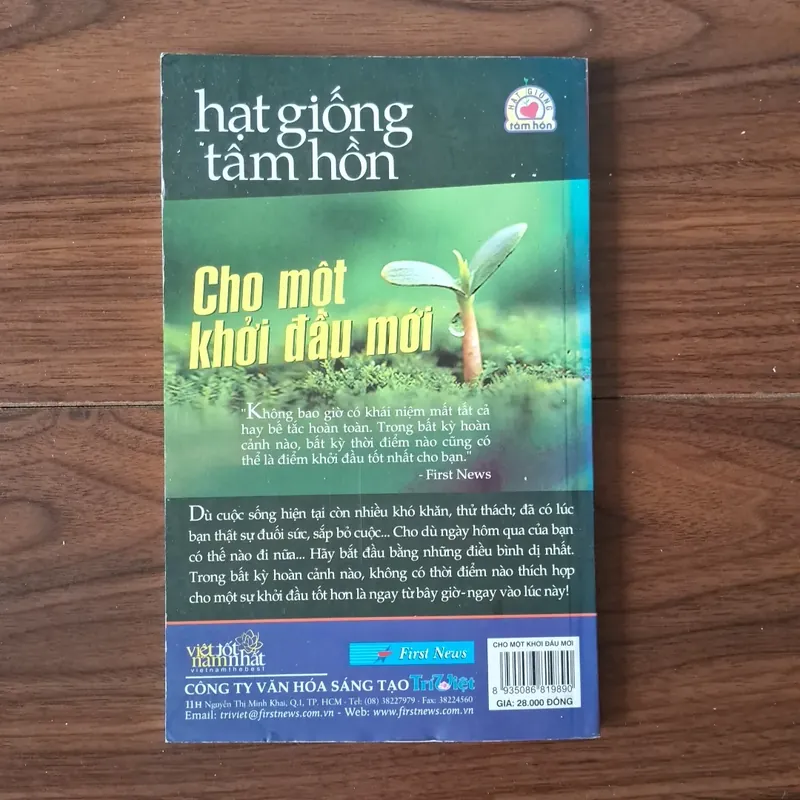 hạt giống
tâm hồn
HẠT GIỐNG
tâm hồn
Cho một
khởi đầu mới
"Không bao giờ có khái niệm mất tất cả
hay bế tắc hoàn toàn. Trong bất kỳ hoàn
cảnh nào, bất kỳ thời điểm nào cũng có
thể là điểm khởi đầu tốt nhất cho bạn."
- First News
Dù cuộc sống hiện tại còn nhiều khó khăn, thử thách; đã có lúc
bạn thật sự đuối sức, sắp bỏ cuộc... Cho dù ngày hôm qua của bạn
có thế nào đi nữa... Hãy bắt đầu bằng những điều bình dị nhất.
Trong bất kỳ hoàn cảnh nào, không có thời điểm nào thích hợp
cho một sự khởi đầu tốt hơn là ngay từ bây giờ-ngay vào lúc này!
việt tốt
nam nhất
vietnamthebest
First News
CÔNG TY VĂN HÓA SÁNG TẠO Trí Việt
11H Nguyễn Thị Minh Khai, Q.1, TP. HCM - Tel: (08) 38227979 - Fax: 38224560
Email: triviet@firstnews.com.vn - Web: www.firstnews.com.vn
CHO MỘT KHỞI ĐẦU MỚI
8 935086 819890
GIÁ: 28.000 ĐỒNG